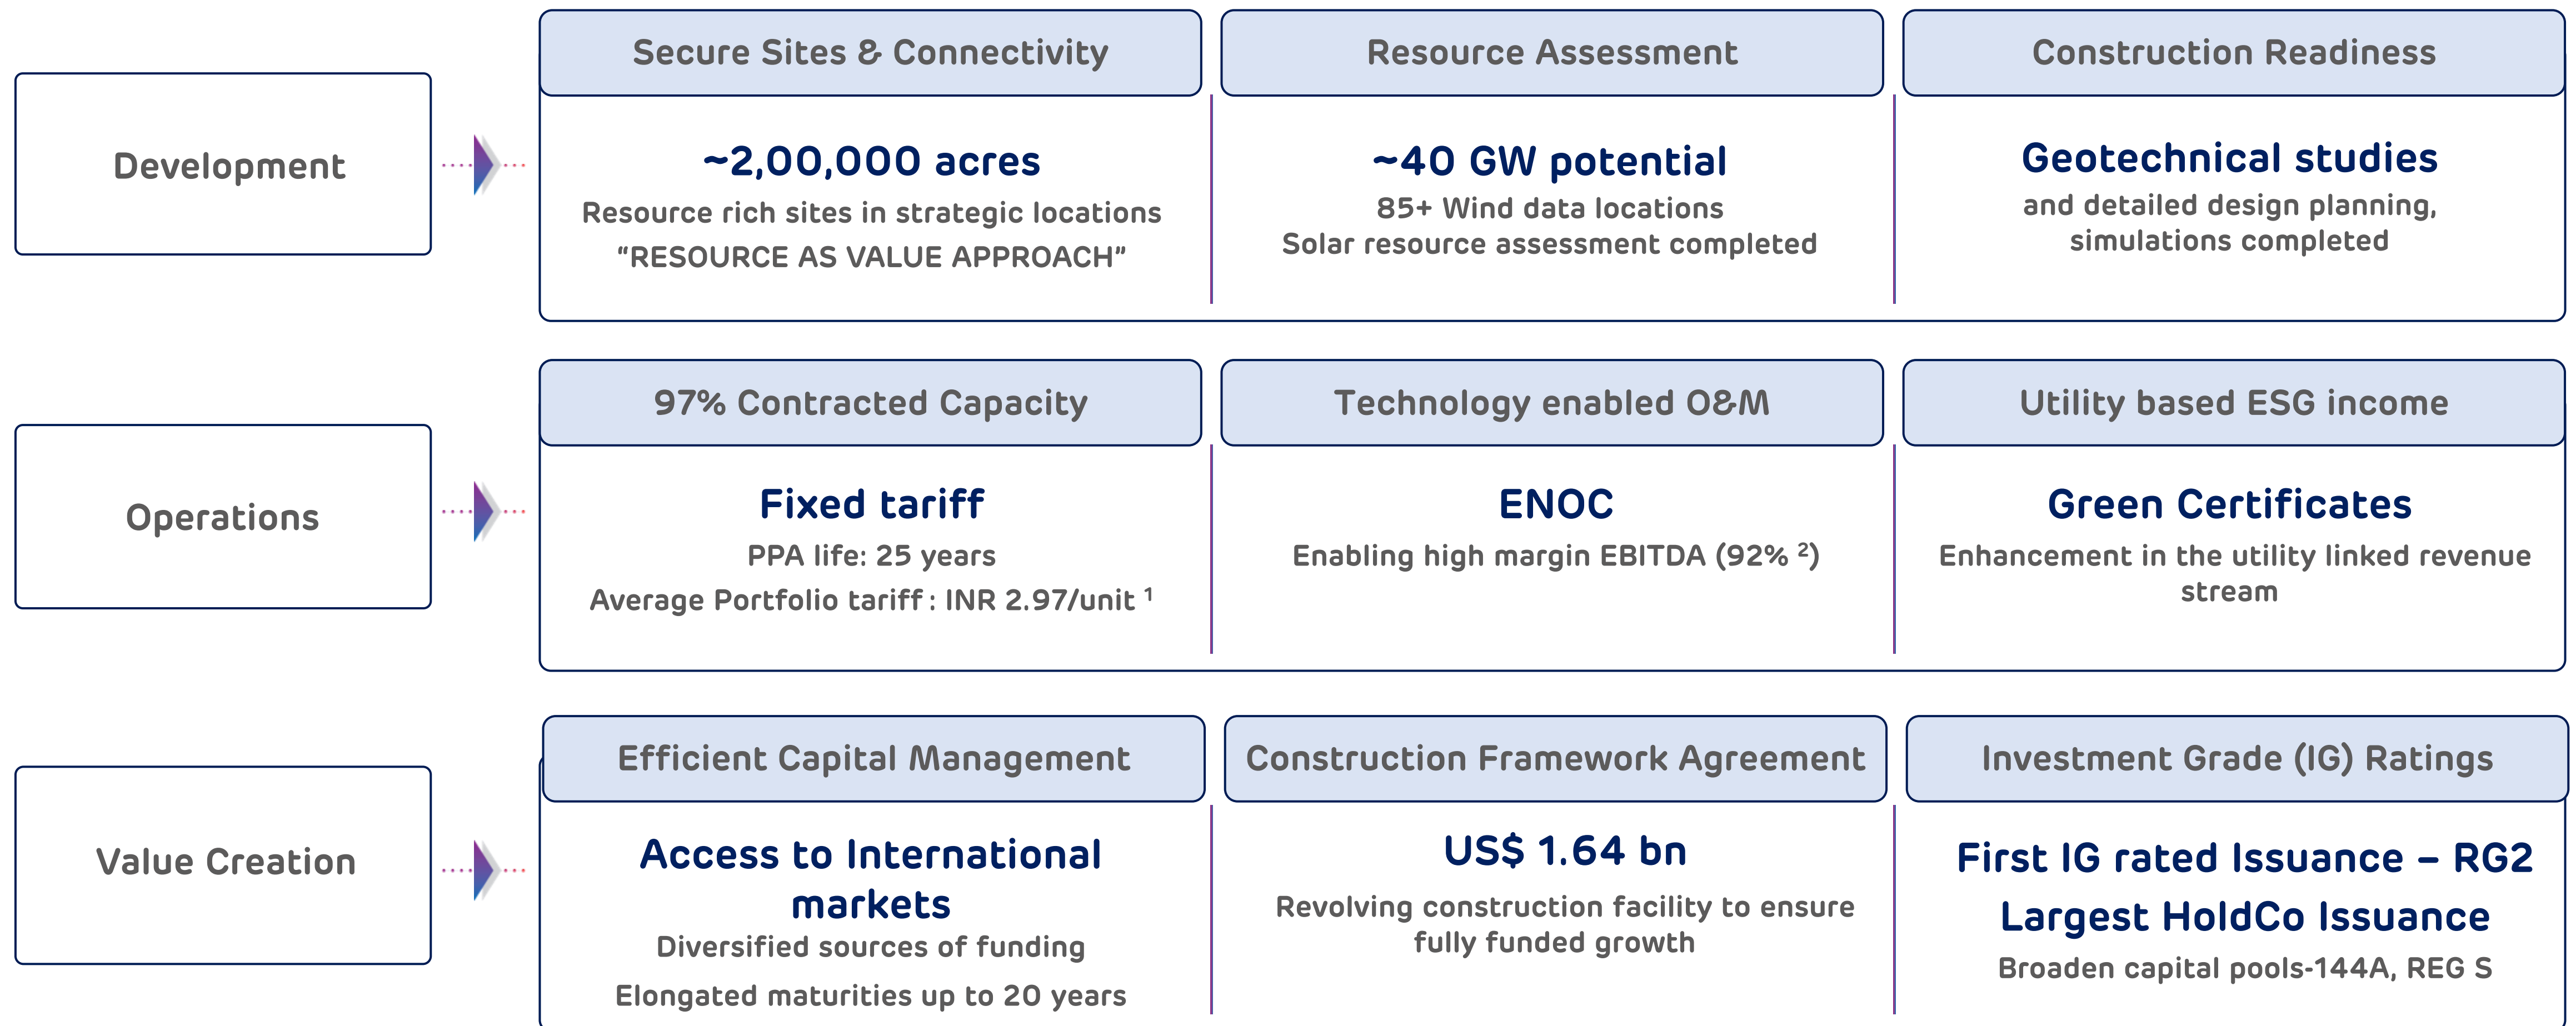 Development
Secure Sites & Connectivity
~2,00,000 acres
Resource rich sites in strategic locations
“RESOURCE AS VALUE APPROACH”
Resource Assessment
~40 GW potential
85+ Wind data locations
Solar resource assessment completed
Construction Readiness
Geotechnical studies
and detailed design planning,
simulations completed
Operations
97% Contracted Capacity
Fixed tariff
PPA life: 25 years
Average Portfolio tariff : INR 2.97/unit ¹
Technology enabled O&M
ENOC
Enabling high margin EBITDA (92% ²)
Utility based ESG income
Green Certificates
Enhancement in the utility linked revenue
stream
Value Creation
Efficient Capital Management
Access to International
markets
Diversified sources of funding
Elongated maturities up to 20 years
Construction Framework Agreement
US$ 1.64 bn
Revolving construction facility to ensure
fully funded growth
Investment Grade (IG) Ratings
First IG rated Issuance – RG2
Largest HoldCo Issuance
Broaden capital pools-144A, REG S